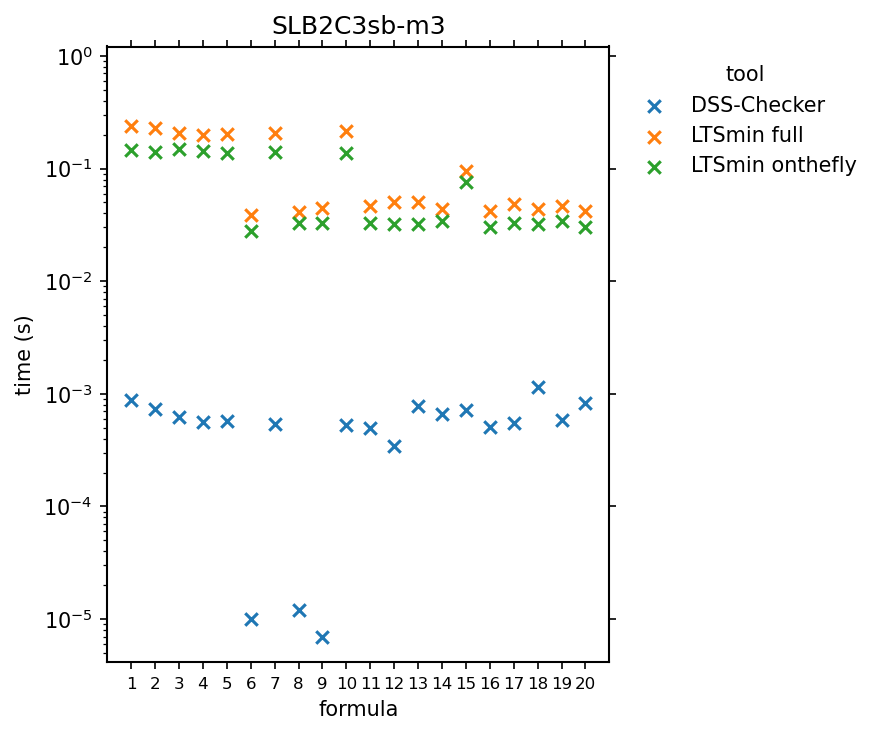 SLB2C3sb-m3
tool
DSS-Checker
LTSmin full
LTSmin onthefly
10⁰
10⁻¹
10⁻²
10⁻³
10⁻⁴
10⁻⁵
time (s)
1 2 3 4 5 6 7 8 9 10 11 12 13 14 15 16 17 18 19 20
formula